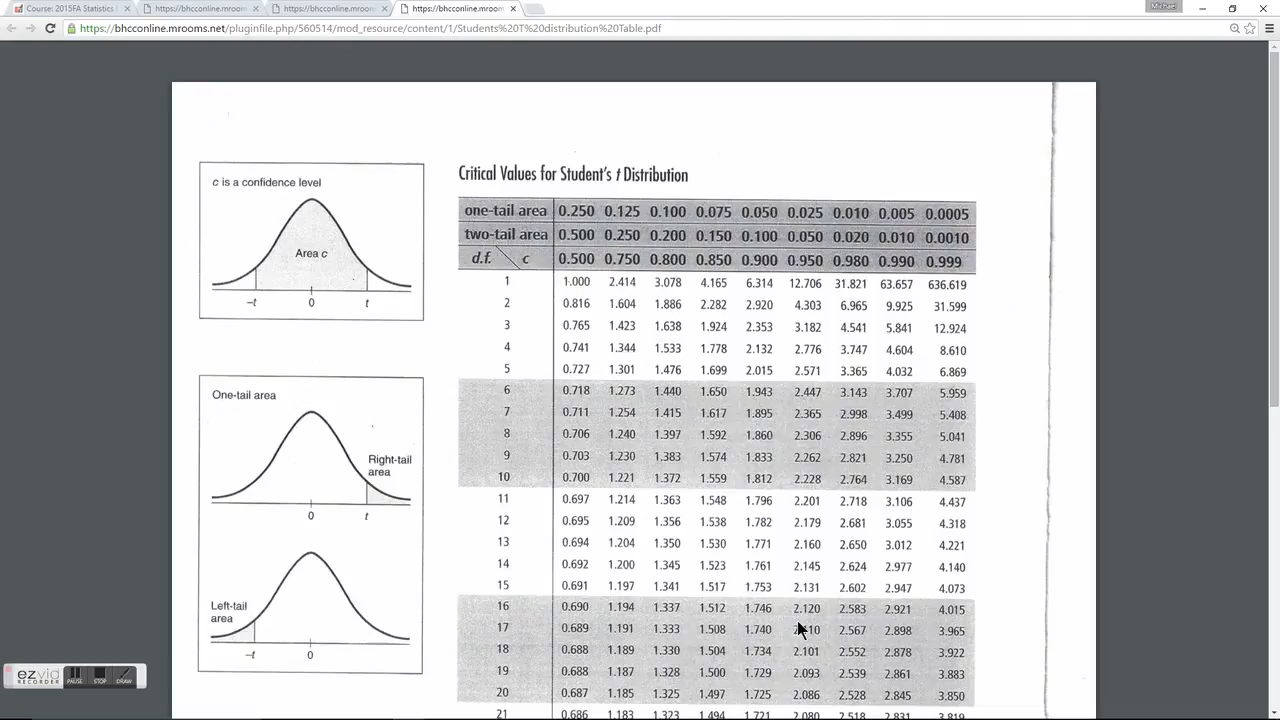 Course: 2015FA Statistics
https://bhcconline.mroom
https://bhcconline.mrooms
https://bhcconline.mroom
Michael
https://bhcconline.mrooms.net/pluginfile.php/560514/mod_resource/content/1/Students%20T%20distribution%20Table.pdf
c is a confidence level
Area c
-t 0 t
One-tail area
Right-tail
area
0 t
Left-tail
area
-t 0
Critical Values for Student's t Distribution
one-tail area 0.250 0.125 0.100 0.075 0.050 0.025 0.010 0.005 0.0005
two-tail area 0.500 0.250 0.200 0.150 0.100 0.050 0.020 0.010 0.0010
d.f. c 0.500 0.750 0.800 0.850 0.900 0.950 0.980 0.990 0.999
1 1.000 2.414 3.078 4.165 6.314 12.706 31.821 63.657 636.619
2 0.816 1.604 1.886 2.282 2.920 4.303 6.965 9.925 31.599
3 0.765 1.423 1.638 1.924 2.353 3.182 4.541 5.841 12.924
4 0.741 1.344 1.533 1.778 2.132 2.776 3.747 4.604 8.610
5 0.727 1.301 1.476 1.699 2.015 2.571 3.365 4.032 6.869
6 0.718 1.273 1.440 1.650 1.943 2.447 3.143 3.707 5.959
7 0.711 1.254 1.415 1.617 1.895 2.365 2.998 3.499 5.408
8 0.706 1.240 1.397 1.592 1.860 2.306 2.896 3.355 5.041
9 0.703 1.230 1.383 1.574 1.833 2.262 2.821 3.250 4.781
10 0.700 1.221 1.372 1.559 1.812 2.228 2.764 3.169 4.587
11 0.697 1.214 1.363 1.548 1.796 2.201 2.718 3.106 4.437
12 0.695 1.209 1.356 1.538 1.782 2.179 2.681 3.055 4.318
13 0.694 1.204 1.350 1.530 1.771 2.160 2.650 3.012 4.221
14 0.692 1.200 1.345 1.523 1.761 2.145 2.624 2.977 4.140
15 0.691 1.197 1.341 1.517 1.753 2.131 2.602 2.947 4.073
16 0.690 1.194 1.337 1.512 1.746 2.120 2.583 2.921 4.015
17 0.689 1.191 1.333 1.508 1.740 2.567 2.898 3.965
18 0.688 1.189 1.330 1.504 1.734 2.101 2.552 2.878 3.922
19 0.688 1.187 1.328 1.500 1.729 2.093 2.539 2.861 3.883
20 0.687 1.185 1.325 1.497 1.725 2.086 2.528 2.845 3.850
21 0.686 1.183 1.323 1.494 1.721 2.080 2.518 2.831 3.819
ezvid
RECORDER
PAUSE STOP DRAW